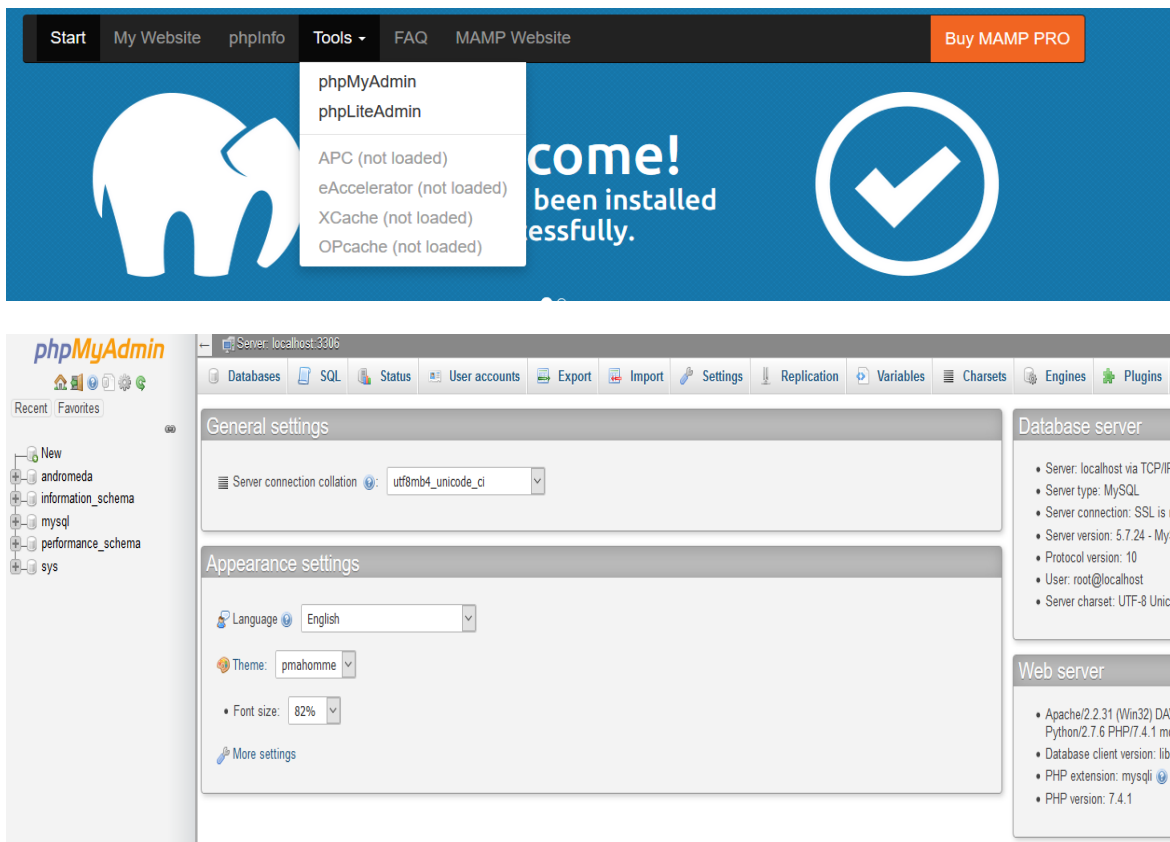 Start My Website phpInfo Tools FAQ MAMP Website Buy MAMP PRO
phpMyAdmin
phpLiteAdmin
APC (not loaded)
eAccelerator (not loaded)
XCache (not loaded)
OPcache (not loaded)
come!
been installed
essfully.
phpMyAdmin
Recent Favorites
New
andromeda
information_schema
mysql
performance_schema
sys
Server: localhost:3306
Databases SQL Status User accounts Export Import Settings Replication Variables Charsets Engines Plugins
General settings
Server connection collation : utf8mb4_unicode_ci
Appearance settings
Language English
Theme: pmahomme
• Font size: 82%
More settings
Database server
• Server: localhost via TCP/IP
• Server type: MySQL
• Server connection: SSL is
• Server version: 5.7.24 - My
• Protocol version: 10
• User: root@localhost
• Server charset: UTF-8 Unic
Web server
• Apache/2.2.31 (Win32) DA
Python/2.7.6 PHP/7.4.1 m
• Database client version: lib
• PHP extension: mysqli
• PHP version: 7.4.1